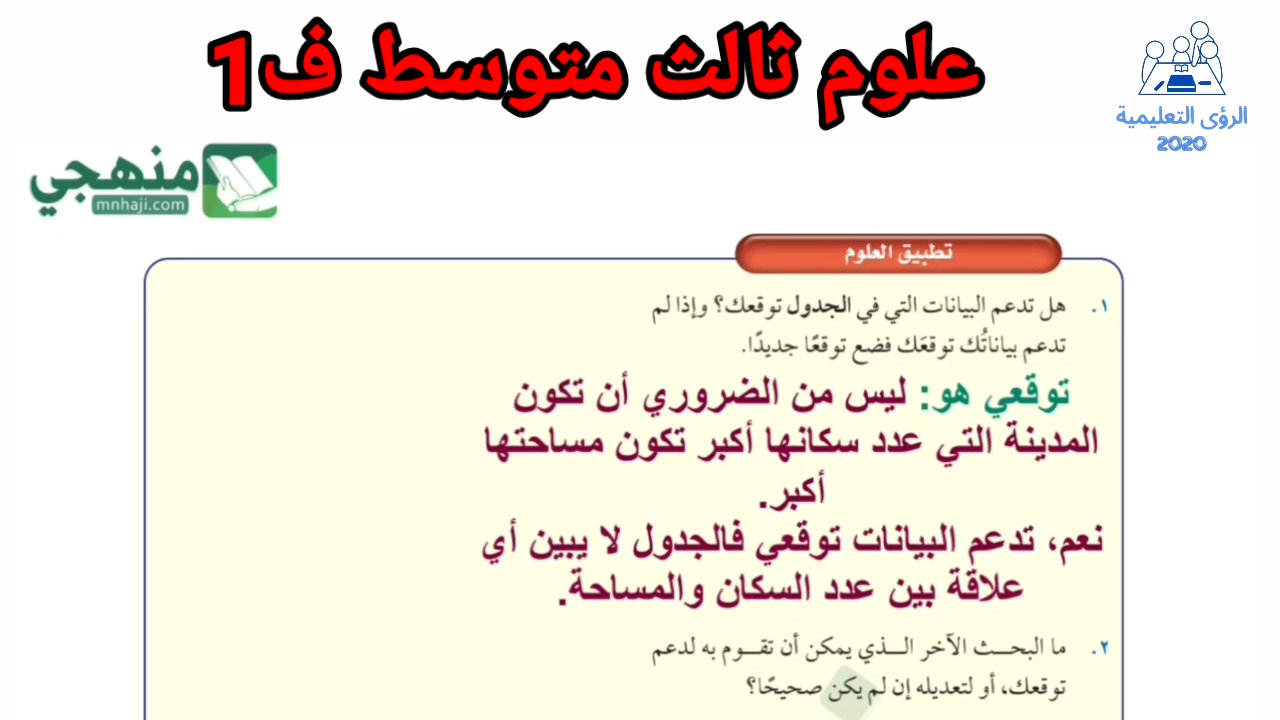 علوم ثالث متوسط ف1
الرؤى التعليمية
2020
منهجي
mnhaji.com
تطبيق العلوم
١. هل تدعم البيانات التي في الجدول توقعك؟ وإذا لم
تدعم بياناتُك توقعَك فضع توقعًا جديدًا.
توقعي هو: ليس من الضروري أن تكون
المدينة التي عدد سكانها أكبر تكون مساحتها
أكبر.
نعم، تدعم البيانات توقعي فالجدول لا يبين أي
علاقة بين عدد السكان والمساحة.
٢. ما البحـــث الآخر الـــذي يمكن أن تقـــوم به لدعم
توقعك، أو لتعديله إن لم يكن صحيحًا؟